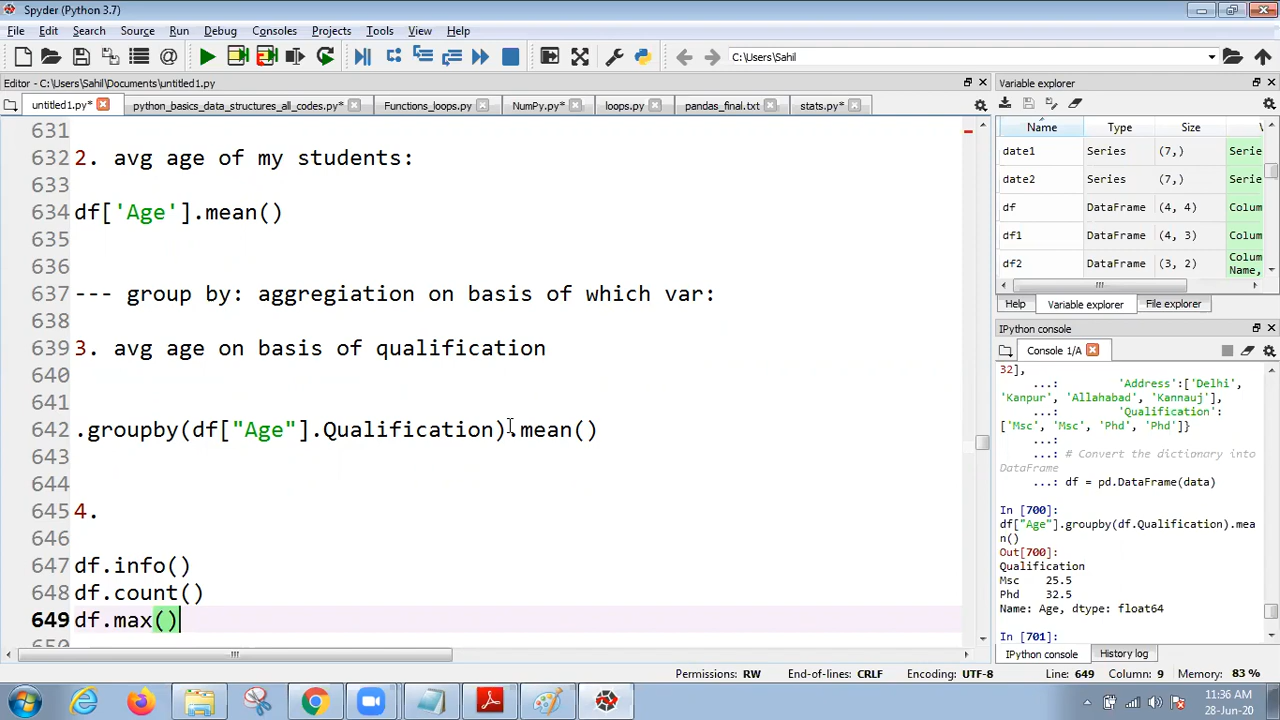 Spyder (Python 3.7)
File Edit Search Source Run Debug Consoles Projects Tools View Help
C:\Users\Sahil
Editor - C:\Users\Sahil\Documents\untitled1.py
untitled1.py* python_basics_data_structures_all_codes.py* Functions_loops.py NumPy.py* loops.py pandas_final.txt stats.py*
631
632 2. avg age of my students:
633
634 df['Age'].mean()
635
636
637 --- group by: aggregiation on basis of which var:
638
639 3. avg age on basis of qualification
640
641
642 .groupby(df["Age"].Qualification).mean()
643
644
645 4.
646
647 df.info()
648 df.count()
649 df.max()
650
Variable explorer
Name Type Size V
date1 Series (7,) Serie
date2 Series (7,) Serie
df DataFrame (4, 4) Colum
df1 DataFrame (4, 3) Colum
df2 DataFrame (3, 2) Colum
Name,
Help Variable explorer File explorer
IPython console
Console 1/A
32],
...: 'Address':['Delhi',
'Kanpur', 'Allahabad', 'Kannauj'],
...: 'Qualification':
['Msc', 'Msc', 'Phd', 'Phd']}
...:
...: # Convert the dictionary into
DataFrame
...: df = pd.DataFrame(data)
In [700]:
df["Age"].groupby(df.Qualification).mea
n()
Out[700]:
Qualification
Msc 25.5
Phd 32.5
Name: Age, dtype: float64
In [701]:
IPython console History log
Permissions: RW End-of-lines: CRLF Encoding: UTF-8 Line: 649 Column: 9 Memory: 83 %
11:36 AM
28-Jun-20